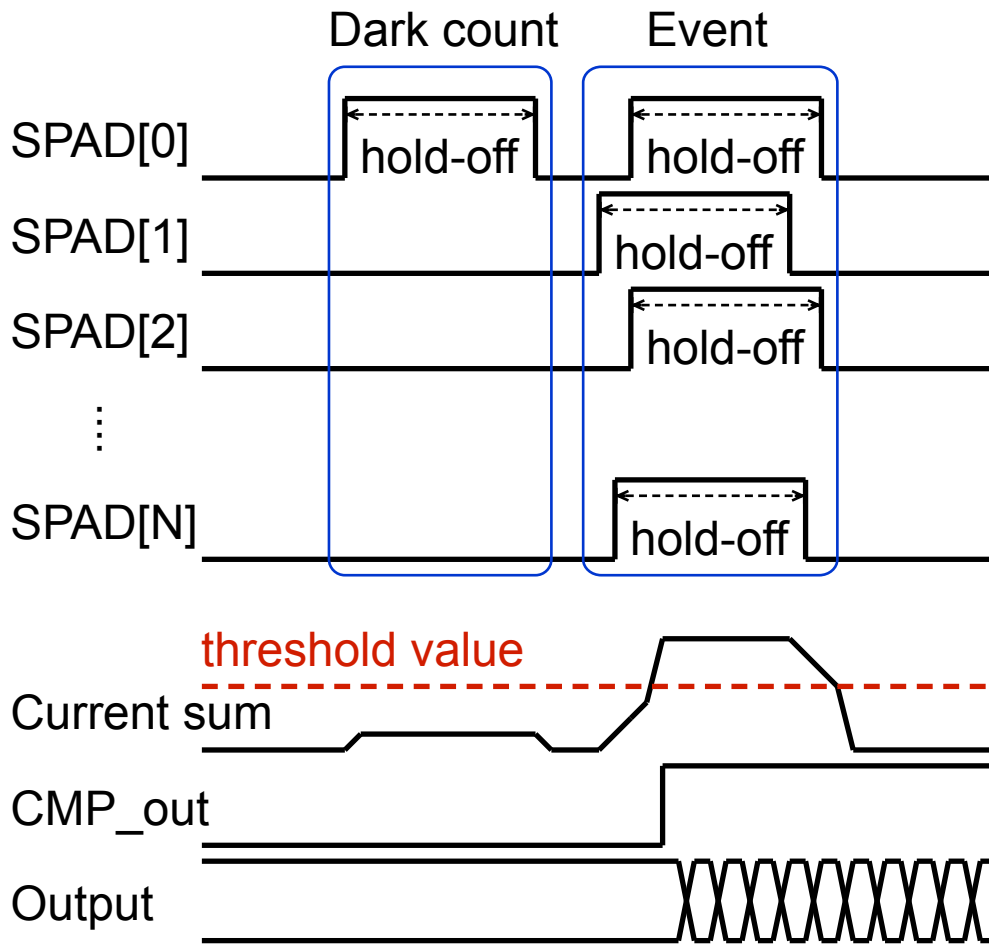 Dark count Event
SPAD[0]
hold-off hold-off
SPAD[1]
hold-off
SPAD[2]
hold-off
SPAD[N]
hold-off
threshold value
Current sum
CMP_out
Output